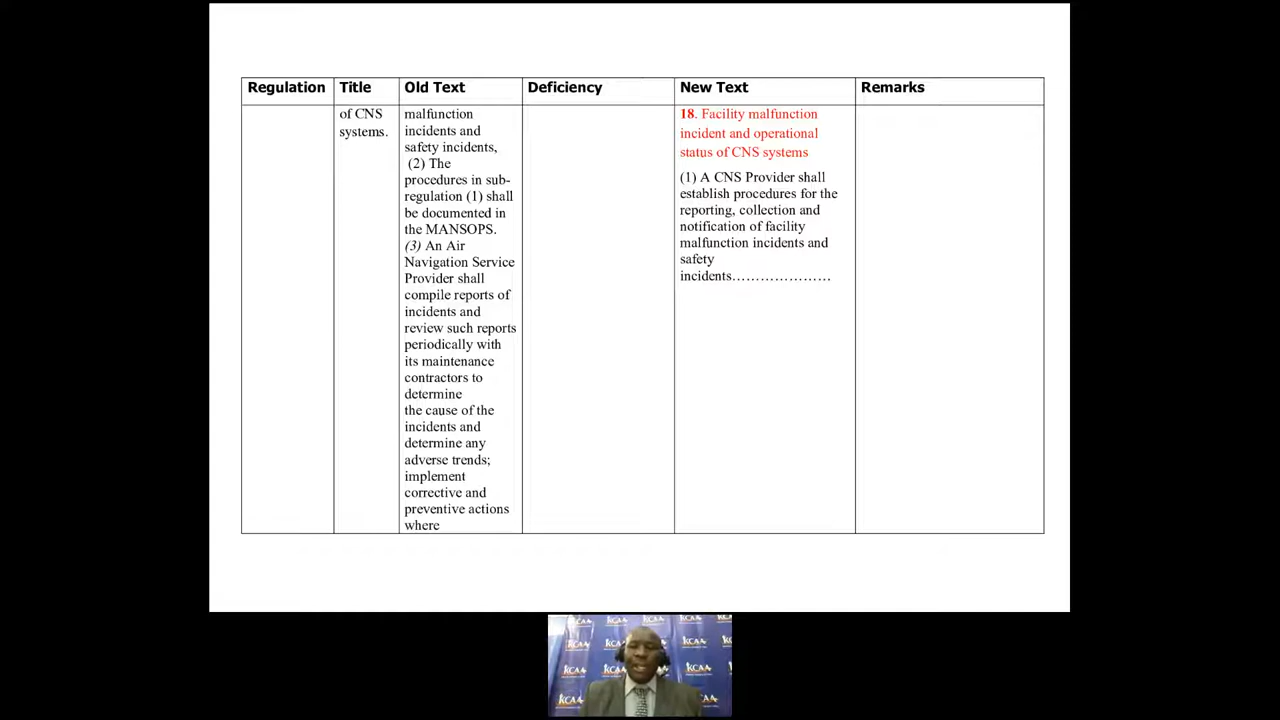 Regulation Title Old Text Deficiency New Text Remarks
of CNS
systems.
malfunction
incidents and
safety incidents,
(2) The
procedures in sub-
regulation (1) shall
be documented in
the MANSOPS.
(3) An Air
Navigation Service
Provider shall
compile reports of
incidents and
review such reports
periodically with
its maintenance
contractors to
determine
the cause of the
incidents and
determine any
adverse trends;
implement
corrective and
preventive actions
where
18. Facility malfunction
incident and operational
status of CNS systems
(1) A CNS Provider shall
establish procedures for the
reporting, collection and
notification of facility
malfunction incidents and
safety
incidents…………………
KCAA
KCAA
KCAA
KCAA
KCAA